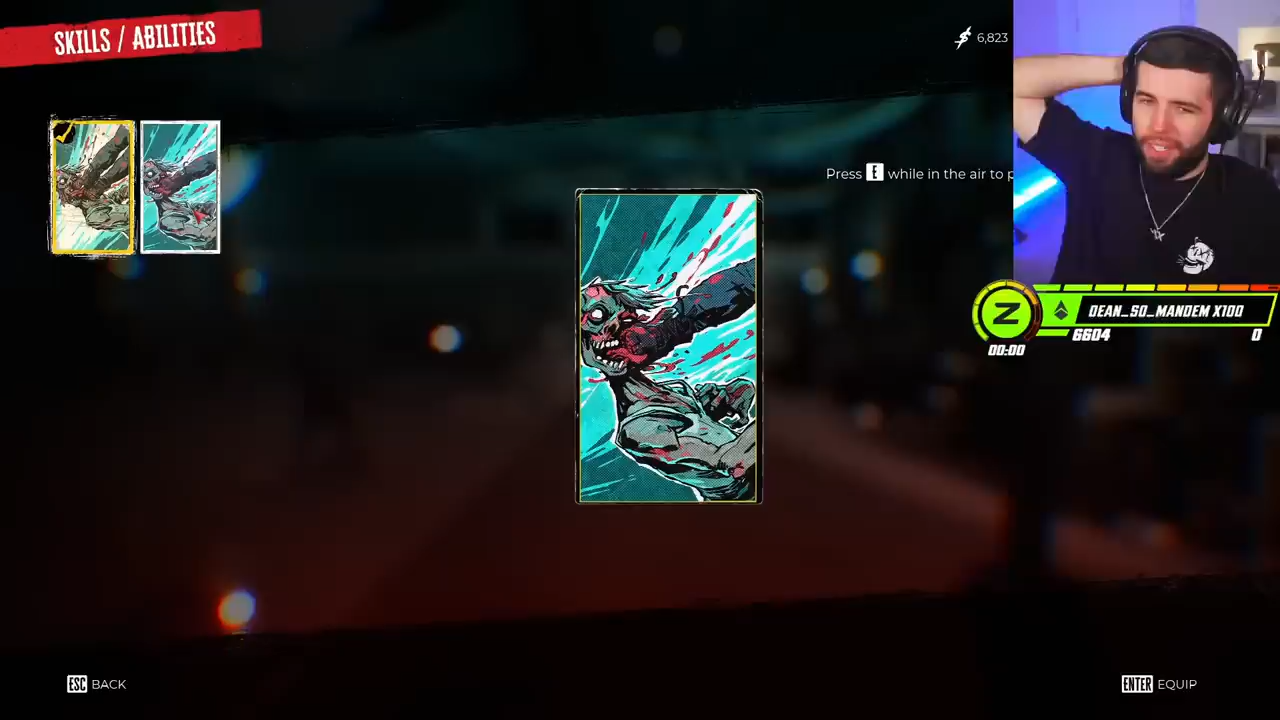 SKILLS / ABILITIES
6,823
Press E while in the air to p
Z
DEAN_SO_MANDEM X100
6604
0
00:00
ESC BACK
ENTER EQUIP